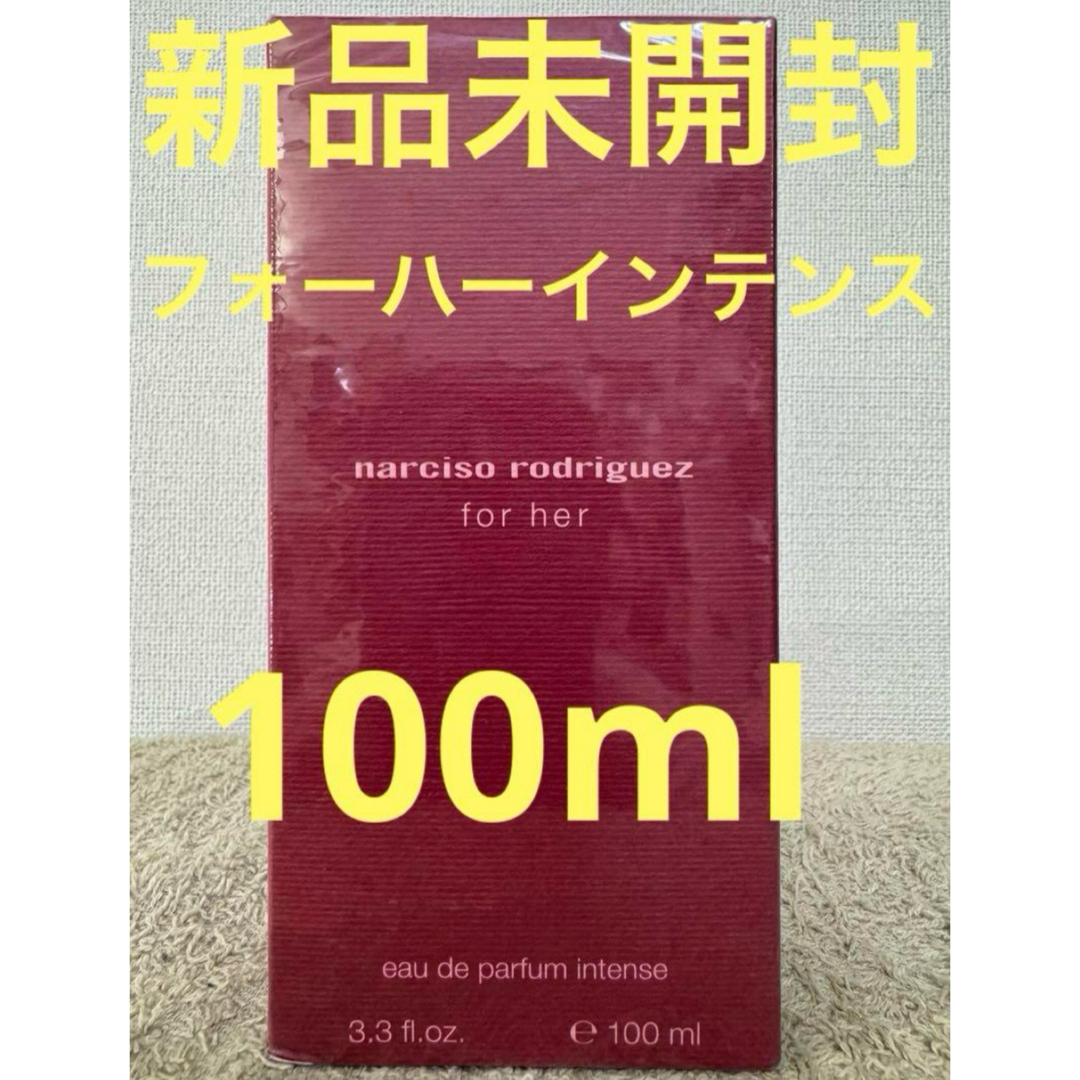 新品未開封
フォーハーインテンス
narciso rodriguez
for her
100ml
eau de parfum intense
3.3 fl.oz. ℮ 100 ml